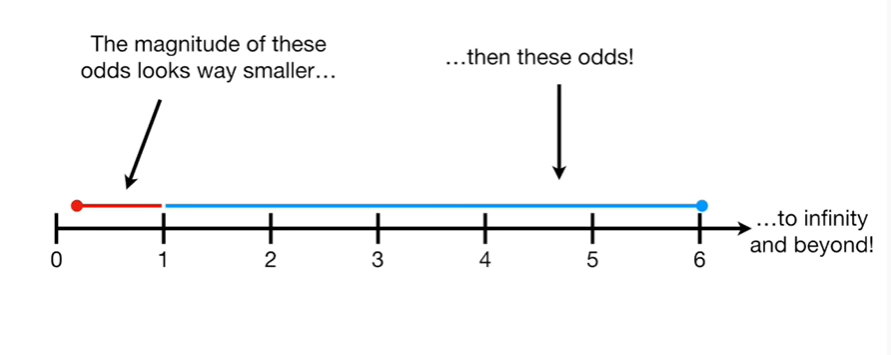 The magnitude of these
odds looks way smaller…
…then these odds!
…to infinity
and beyond!
0 1 2 3 4 5 6